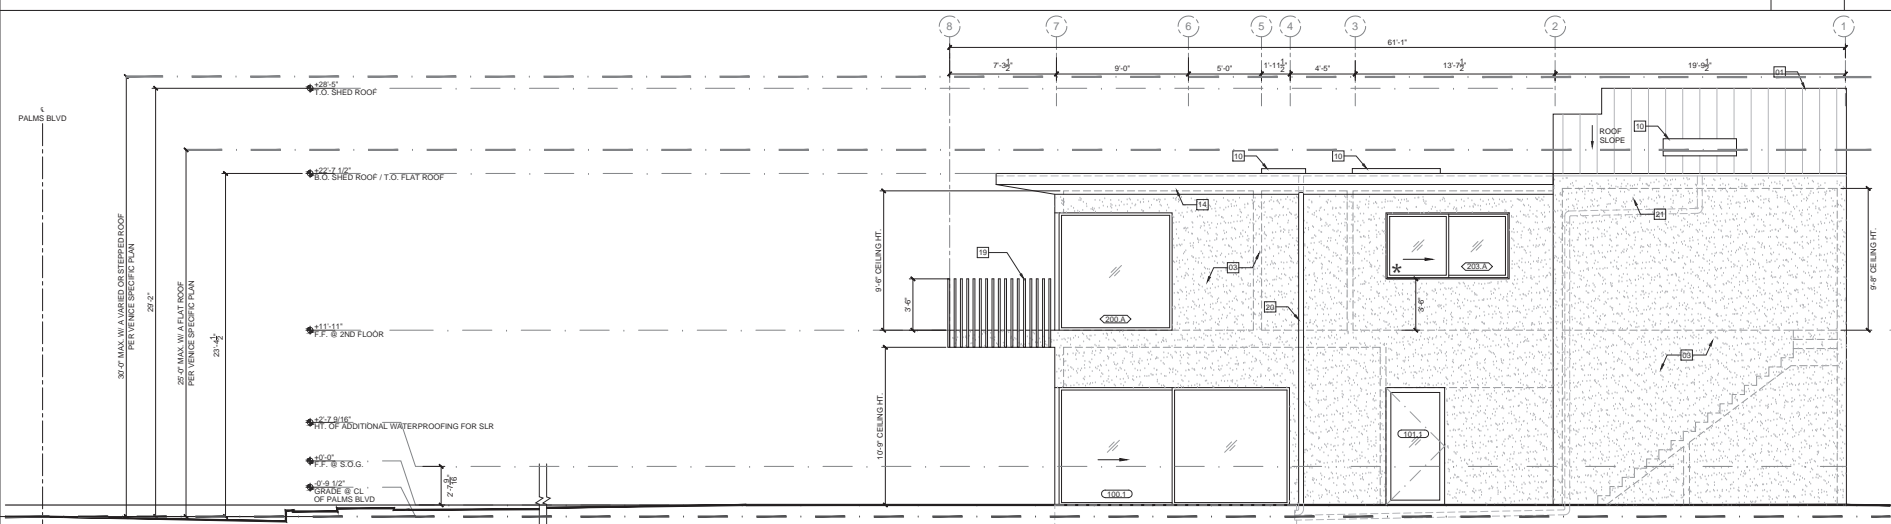 8 7 6 5 4 3 2 1
61'-1"
7'-3½" 9'-0" 5'-0" 1'-11½" 4'-5" 13'-7½" 19'-9½"
01
+28'-5"
T.O. SHED ROOF
℄
PALMS BLVD
ROOF
SLOPE
10
10
10
+22'-7 1/2"
B.O. SHED ROOF / T.O. FLAT ROOF
14
21
30'-0" MAX. W/ A VARIED OR STEPPED ROOF
PER VENICE SPECIFIC PLAN
29'-2"
25'-0" MAX. W/ A FLAT ROOF
PER VENICE SPECIFIC PLAN
23'-4½"
9'-6" CEILING HT.
9'-8" CEILING HT.
19
03
*
203.A
3'-6"
20
200.A
3'-6"
+11'-11"
F.F. @ 2ND FLOOR
03
10'-9" CEILING HT.
+2'-7 9/16"
HT. OF ADDITIONAL WATERPROOFING FOR SLR
101.1
+0'-0"
F.F. @ S.O.G.
2'-7 9/16"
-0'-9 1/2"
GRADE @ CL
OF PALMS BLVD
100.1